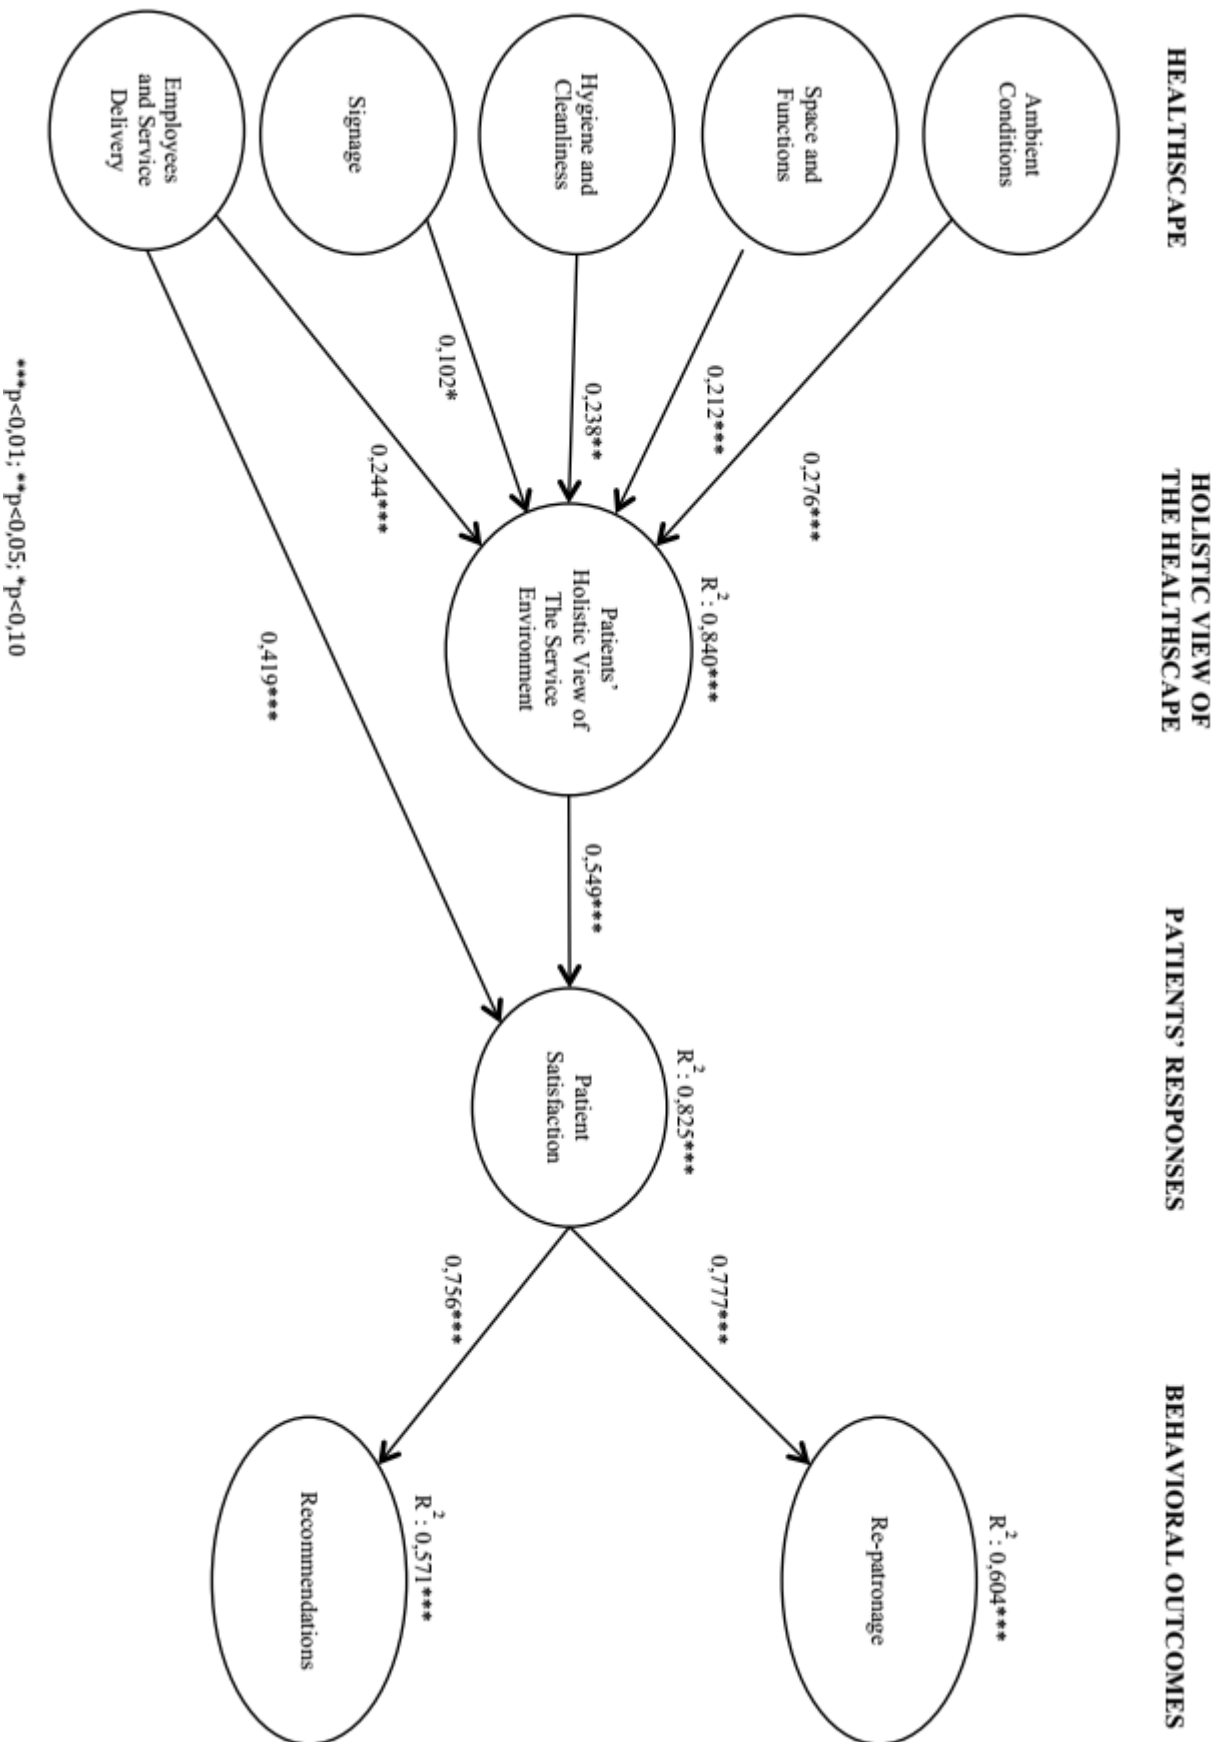 HEALTHSCAPE
HOLISTIC VIEW OF
THE HEALTHSCAPE
PATIENTS’ RESPONSES
BEHAVIORAL OUTCOMES
Ambient
Conditions
Space and
Functions
Hygiene and
Cleanliness
Signage
Employees
and Service
Delivery
0,276***
0,212***
0,238**
0,102*
0,244***
0,419***
R²: 0,840***
Patients’
Holistic View of
The Service
Environment
0,549***
R²: 0,825***
Patient
Satisfaction
0,777***
0,756***
R²: 0,604***
Re-patronage
R²: 0,571***
Recommendations
***p<0,01; **p<0,05; *p<0,10